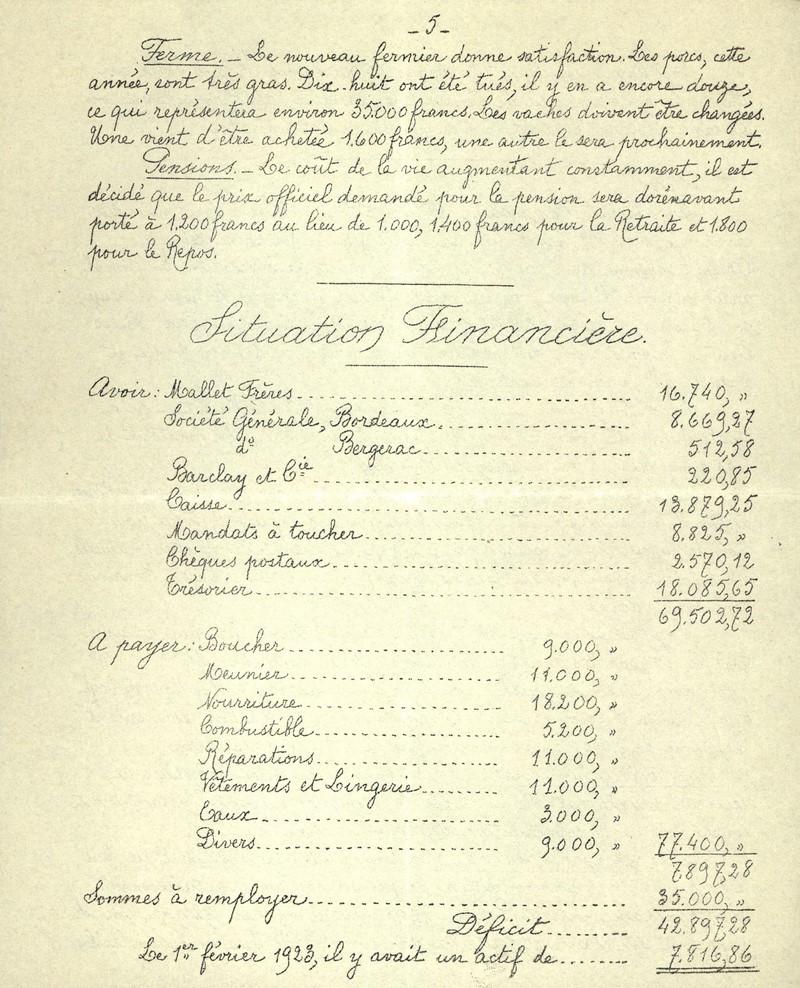 -5-
Ferme. - Le nouveau fermier donne satisfaction. Les porcs, cette
année, sont très gras. Dix-huit ont été tués, il y en a encore douze,
ce qui représentera environ 35.000 francs. Les vaches doivent être changées.
Une vient d'être achetée 1.600 francs, une autre le sera prochainement.
Pensions. - Le coût de la vie augmentant constamment, il est
décidé que le prix officiel demandé pour la pension sera dorénavant
porté à 1.200 francs au lieu de 1.000, 1.400 francs pour la Retraite et 1.800
pour le Repos.
Situation Financière.
Avoir: Mallet Frères 16.740, "
Société Générale, Bordeaux 8.669,27
d° Bergerac 512,58
Barclay et Cie 220,85
Caisse 13.879,25
Mandats à toucher 8.825, "
Chèques postaux 2.570,12
Trésorier 18.085,65
69.502,72
A payer: Boucher 9.000, "
Meunier 11.000, "
Nourriture 18.200, "
Combustible 5.200, "
Réparations 11.000, "
Vêtements et Lingerie 11.000, "
Eaux 3.000, "
Divers 9.000, " 77.400, "
7.897,28
Sommes à remployer 35.000, "
Déficit 42.897,28
Le 1er février 1923, il y avait un actif de 7.816,86